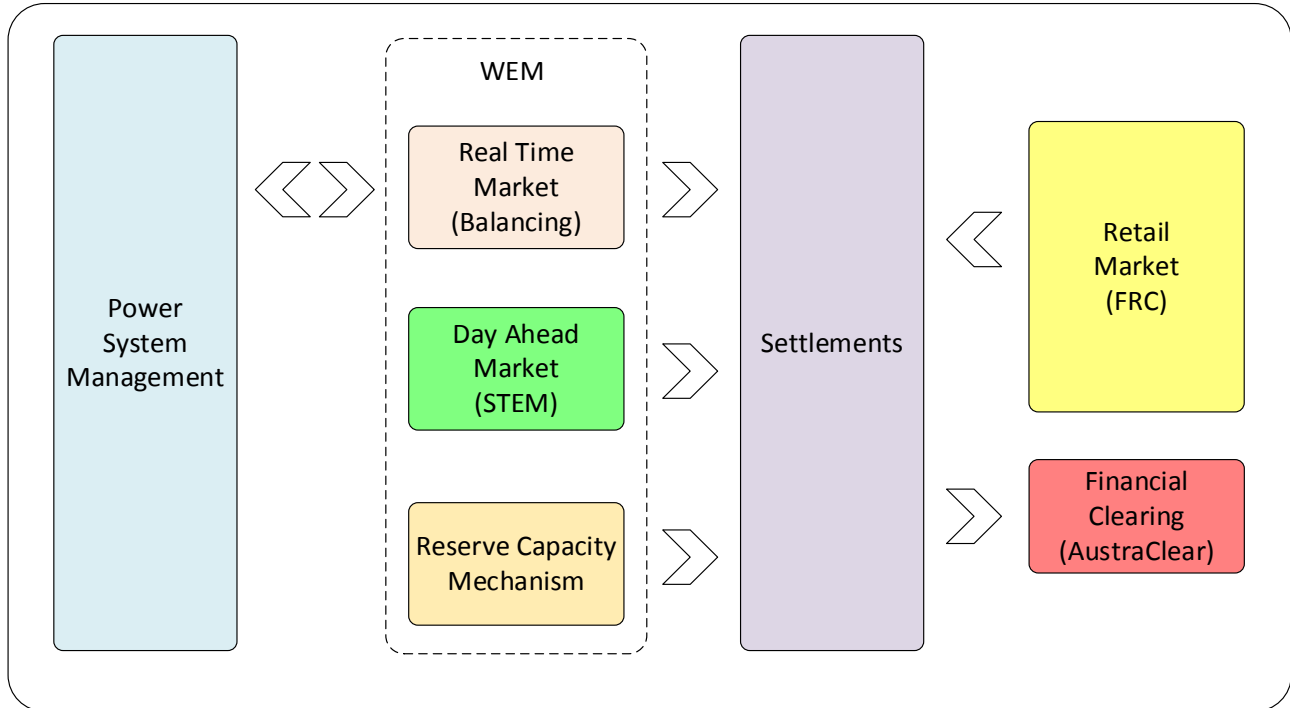 Power
System
Management
WEM
Real Time
Market
(Balancing)
Day Ahead
Market
(STEM)
Reserve Capacity
Mechanism
Settlements
Retail
Market
(FRC)
Financial
Clearing
(AustraClear)